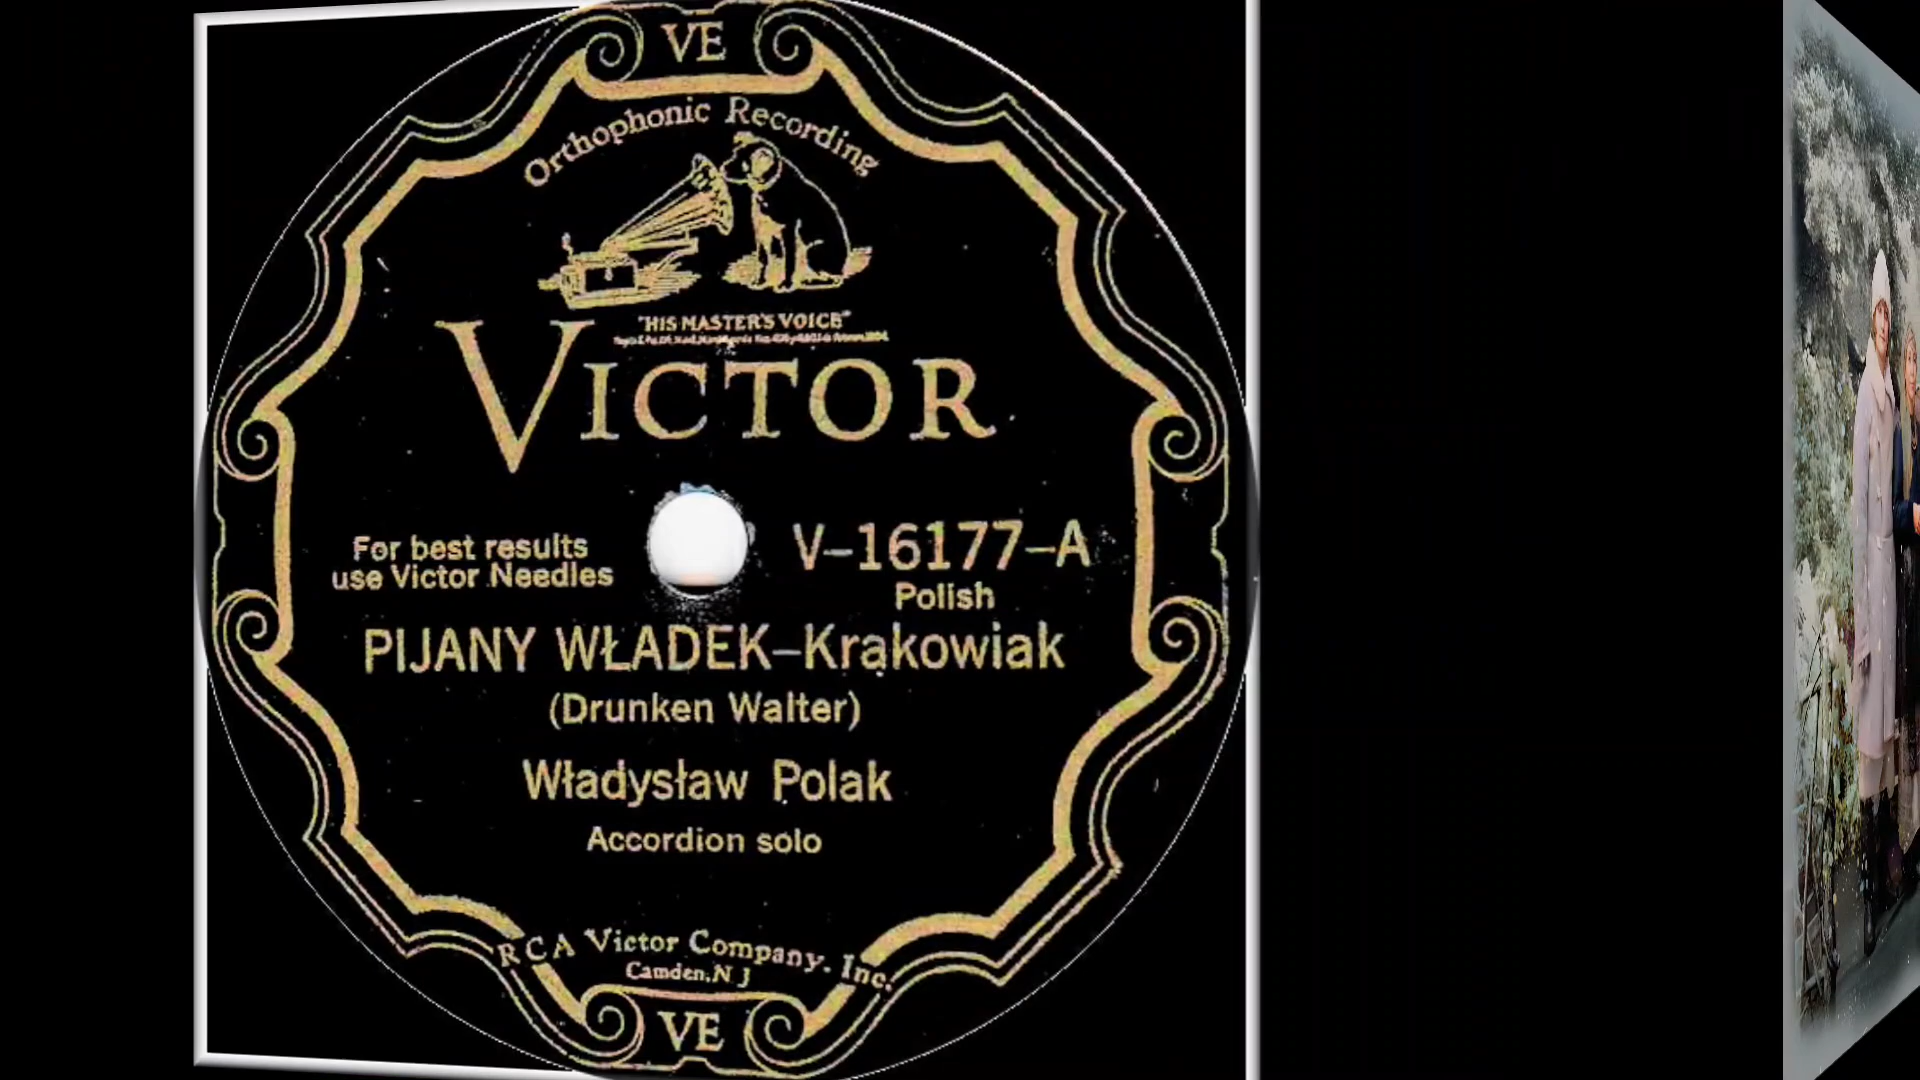 VE
Orthophonic Recording
"HIS MASTER'S VOICE"
VICTOR
For best results
use Victor Needles
V–16177–A
Polish
PIJANY WŁADEK–Krąkowiak
(Drunken Walter)
Władysław Polak
Accordion solo
RCA Victor Company. Inc.
Camden, N J
VE